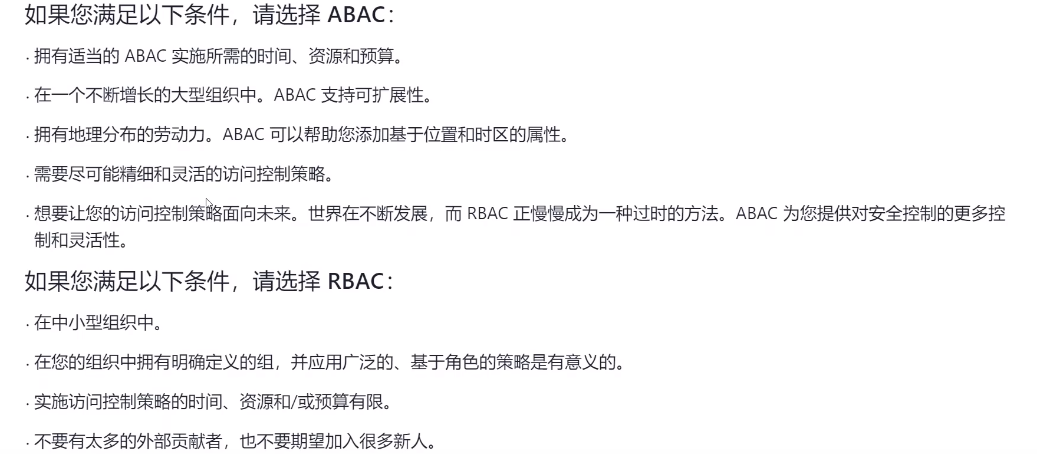 如果您满足以下条件，请选择 ABAC：
· 拥有适当的 ABAC 实施所需的时间、资源和预算。
· 在一个不断增长的大型组织中。ABAC 支持可扩展性。
· 拥有地理分布的劳动力。ABAC 可以帮助您添加基于位置和时区的属性。
· 需要尽可能精细和灵活的访问控制策略。
· 想要让您的访问控制策略面向未来。世界在不断发展，而 RBAC 正慢慢成为一种过时的方法。ABAC 为您提供对安全控制的更多控
制和灵活性。
如果您满足以下条件，请选择 RBAC：
· 在中小型组织中。
· 在您的组织中拥有明确定义的组，并应用广泛的、基于角色的策略是有意义的。
· 实施访问控制策略的时间、资源和/或预算有限。
· 不要有太多的外部贡献者，也不要期望加入很多新人。